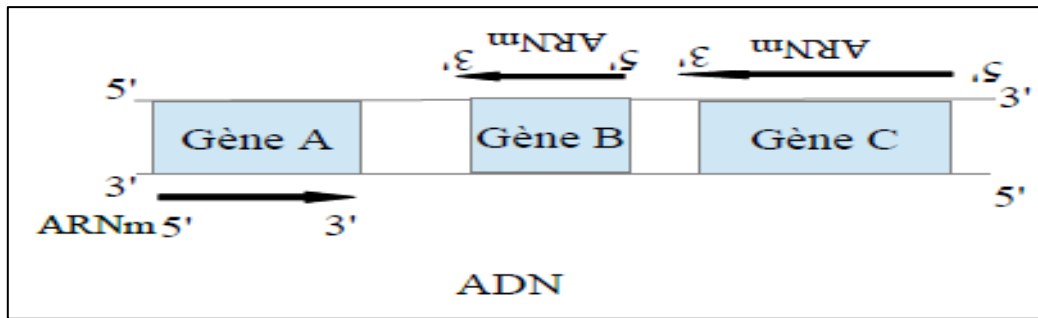 3' ARNm 5' 3' ARNm 5'
5' 3'
Gène A Gène B Gène C
3' 5'
ARNm 5' 3'
ADN